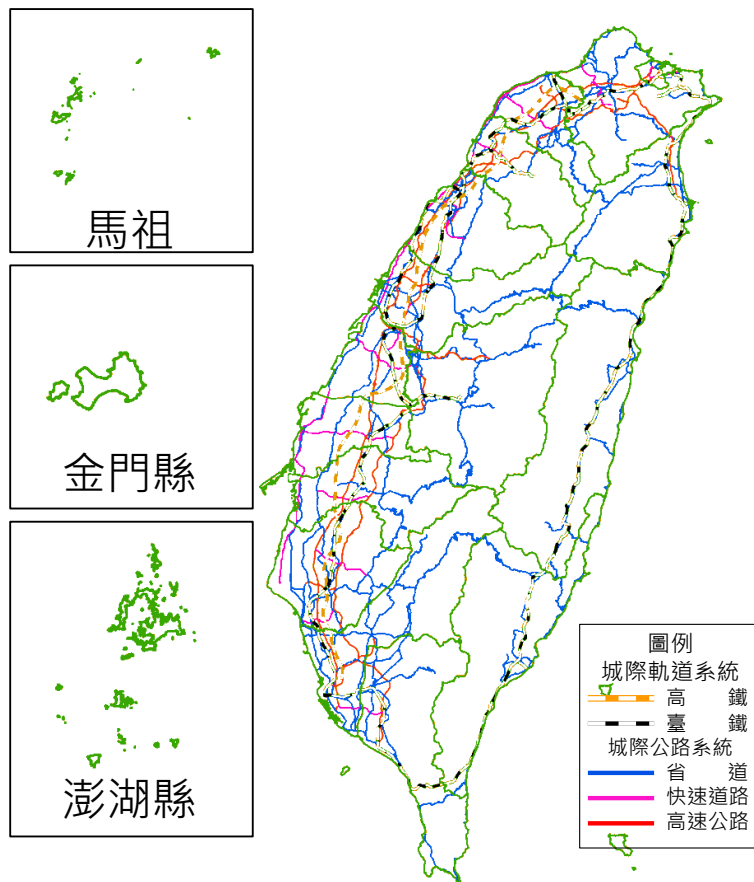 馬祖
金門縣
澎湖縣
圖例
城際軌道系統
高 鐵
臺 鐵
城際公路系統
省 道
快速道路
高速公路